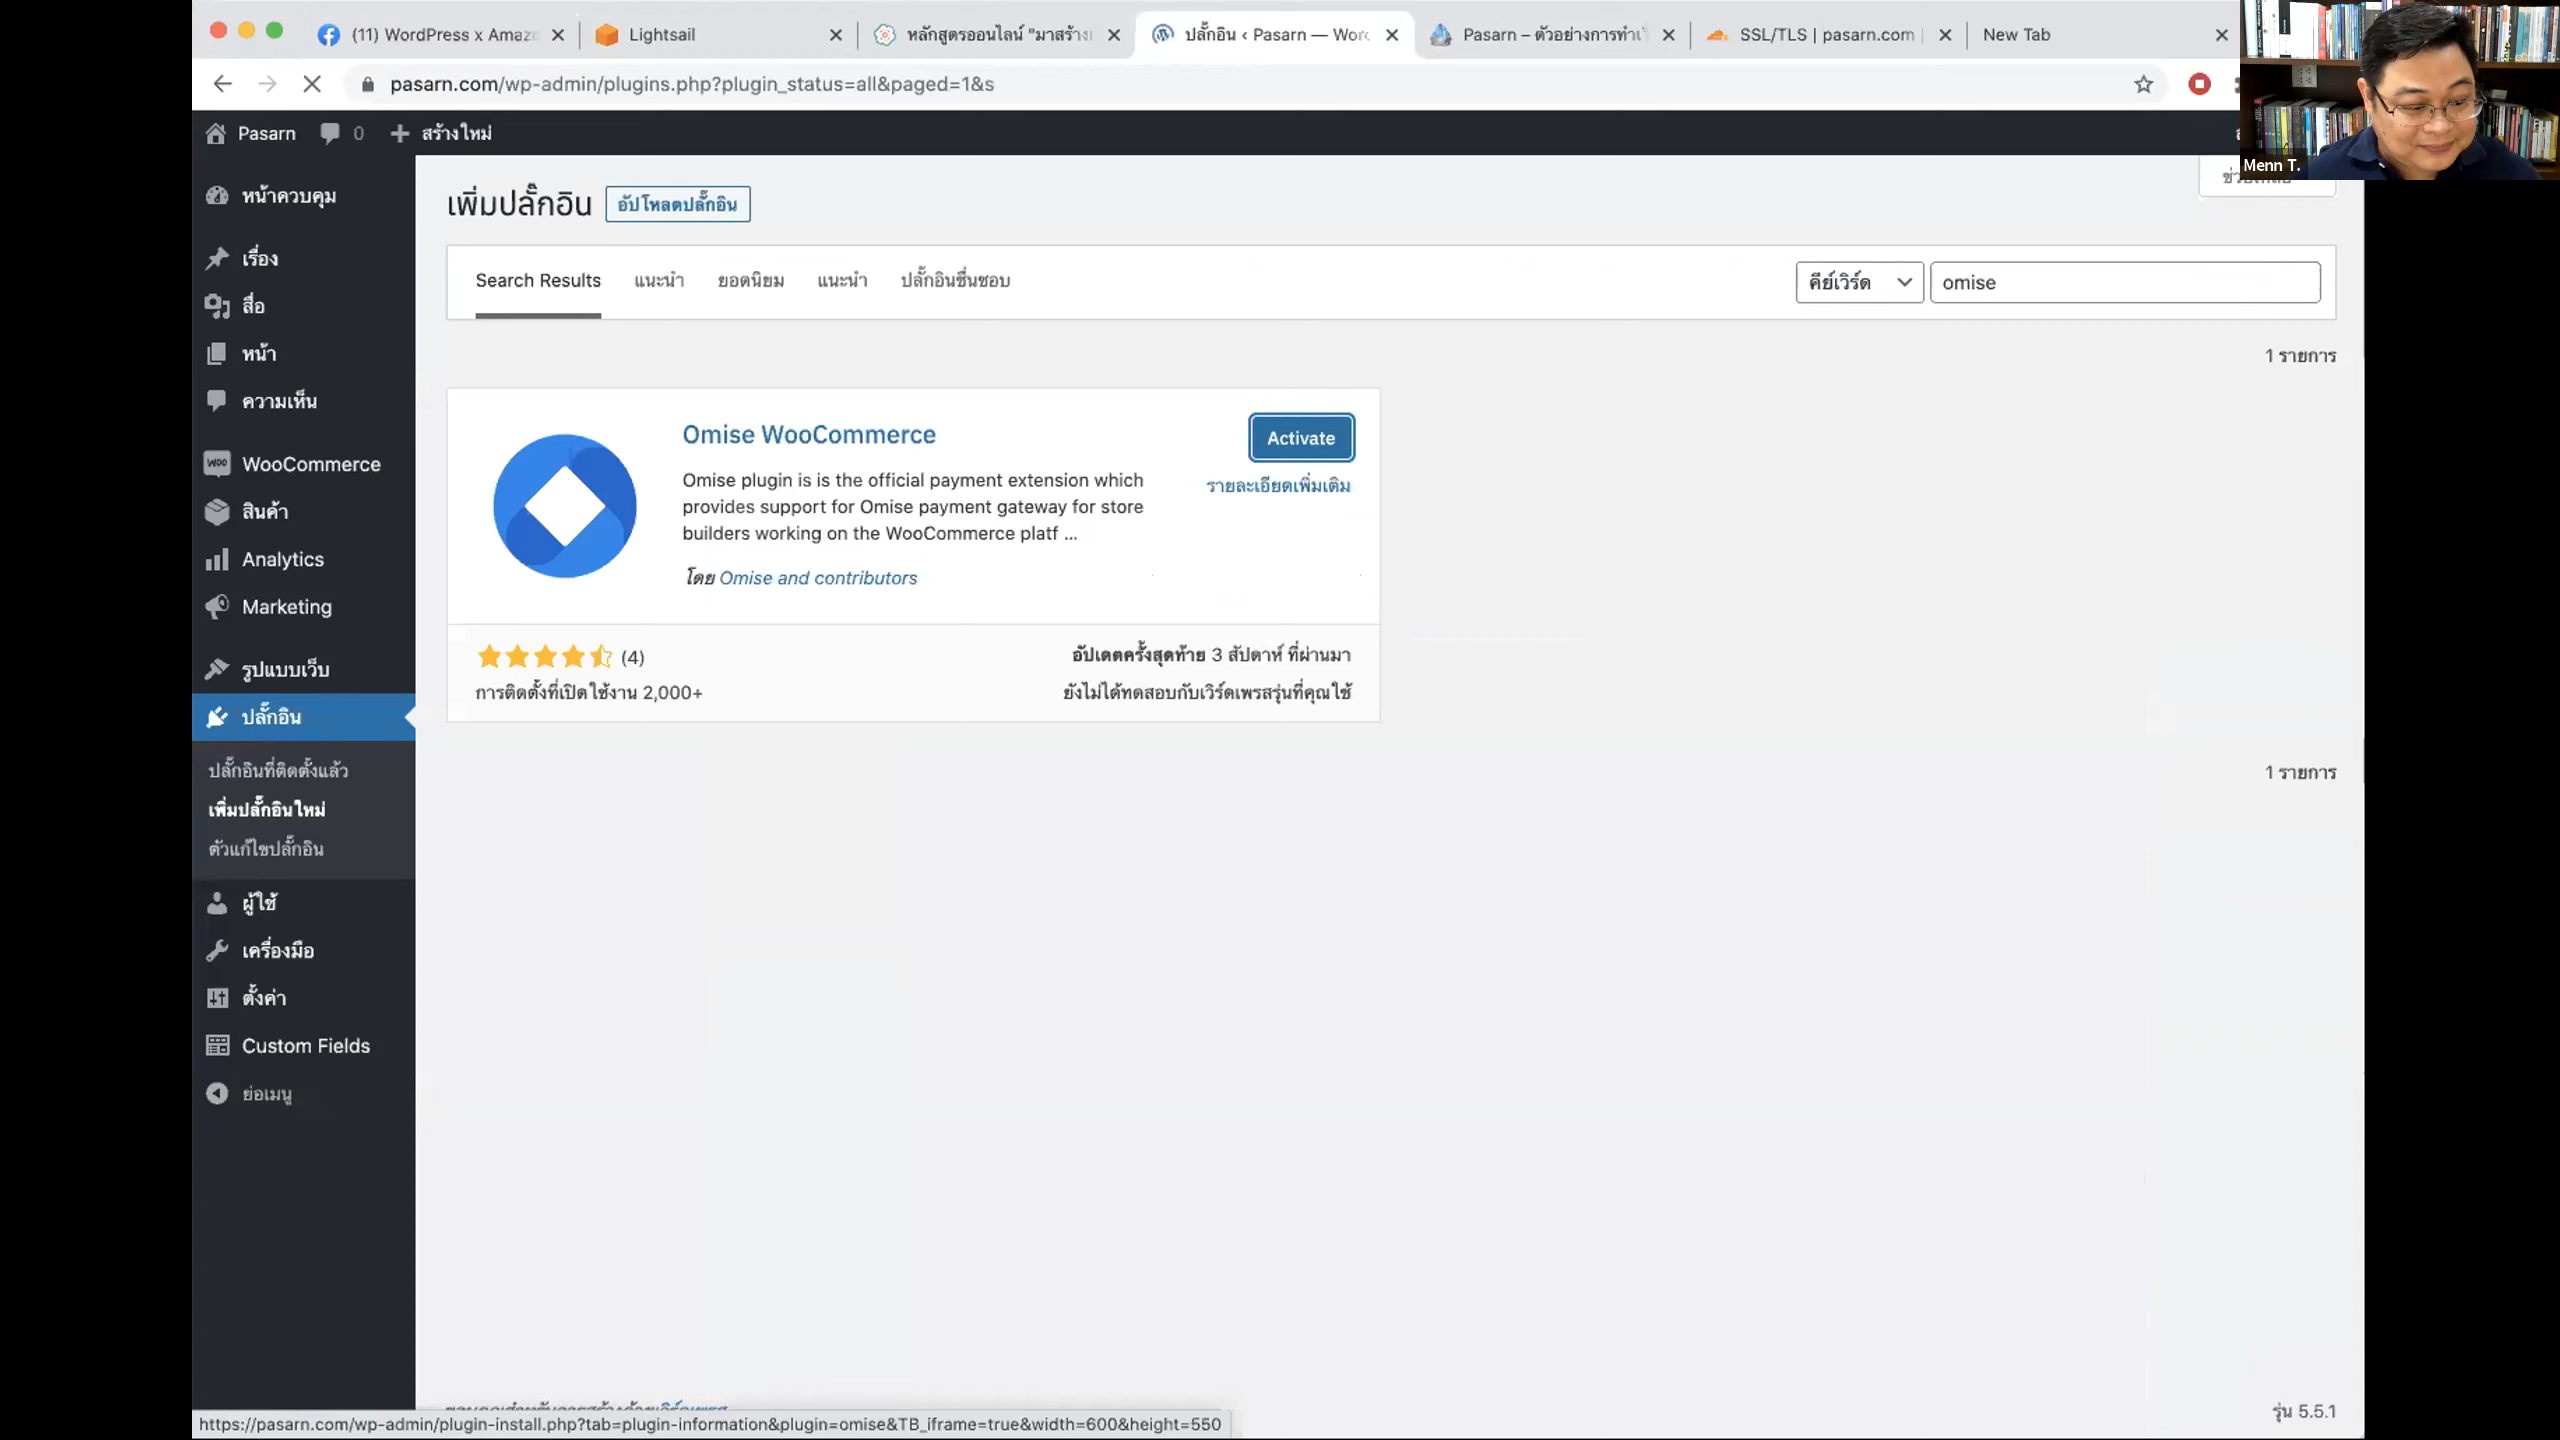 (11) WordPress x Amaz
Lightsail
หลักสูตรออนไลน์ "มาสร้าง
ปลั๊กอิน ‹ Pasarn — Wor
Pasarn – ตัวอย่างการทำเ
SSL/TLS | pasarn.com |
New Tab
pasarn.com/wp-admin/plugins.php?plugin_status=all&paged=1&s
Pasarn
0
สร้างใหม่
Menn T.
หน้าควบคุม
เรื่อง
สื่อ
หน้า
ความเห็น
WOO
WooCommerce
สินค้า
Analytics
Marketing
รูปแบบเว็บ
ปลั๊กอิน
ปลั๊กอินที่ติดตั้งแล้ว
เพิ่มปลั๊กอินใหม่
ตัวแก้ไขปลั๊กอิน
ผู้ใช้
เครื่องมือ
ตั้งค่า
Custom Fields
ย่อเมนู
เพิ่มปลั๊กอิน
อัปโหลดปลั๊กอิน
Search Results
แนะนำ
ยอดนิยม
แนะนำ
ปลั๊กอินชื่นชอบ
คีย์เวิร์ด
omise
1 รายการ
Omise WooCommerce
Activate
รายละเอียดเพิ่มเติม
Omise plugin is is the official payment extension which
provides support for Omise payment gateway for store
builders working on the WooCommerce platf ...
โดย Omise and contributors
(4)
อัปเดตครั้งสุดท้าย 3 สัปดาห์ ที่ผ่านมา
การติดตั้งที่เปิดใช้งาน 2,000+
ยังไม่ได้ทดสอบกับเวิร์ดเพรสรุ่นที่คุณใช้
1 รายการ
https://pasarn.com/wp-admin/plugin-install.php?tab=plugin-information&plugin=omise&TB_iframe=true&width=600&height=550
รุ่น 5.5.1